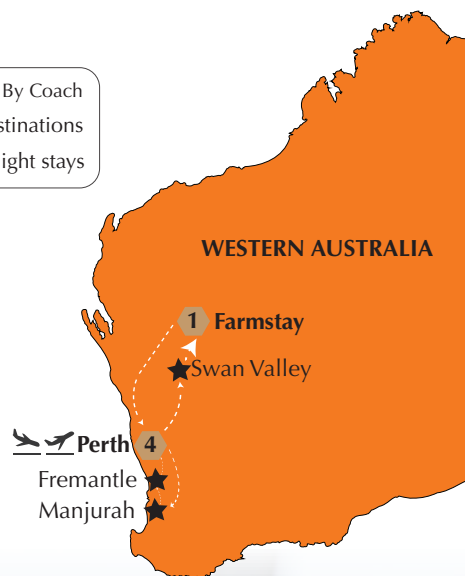 By Coach
stinations
ight stays
WESTERN AUSTRALIA
1 Farmstay
Swan Valley
Perth 4
Fremantle
Manjurah